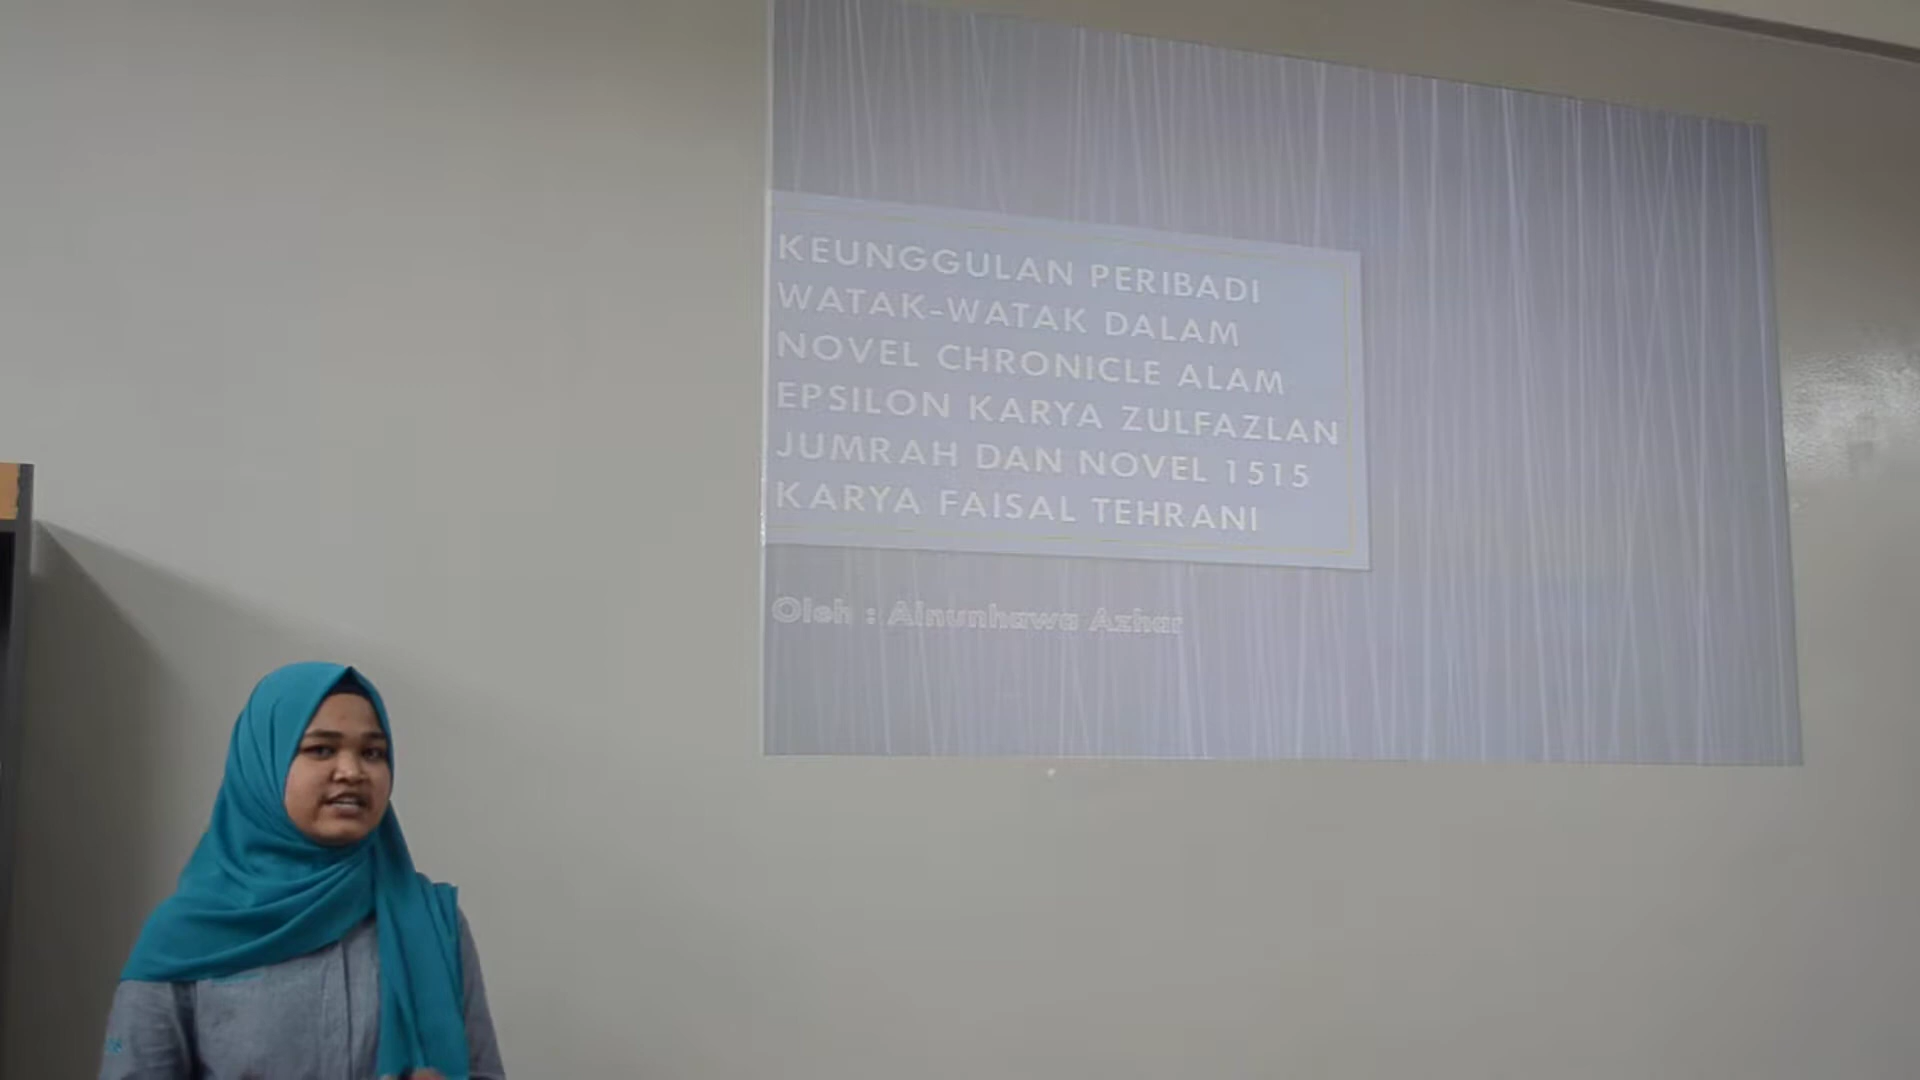 KEUNGGULAN PERIBADI
WATAK-WATAK DALAM
NOVEL CHRONICLE ALAM
EPSILON KARYA ZULFAZLAN
JUMRAH DAN NOVEL 1515
KARYA FAISAL TEHRANI
Oleh : Ainunhawa Azhar